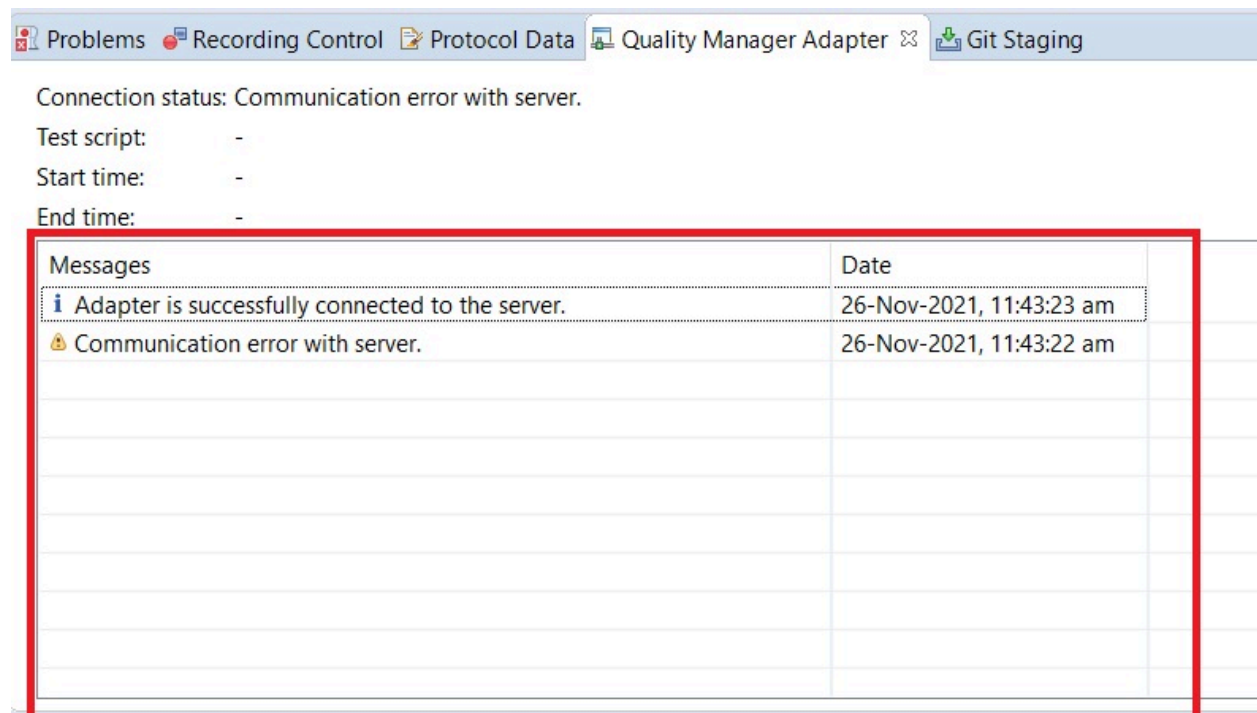 Problems Recording Control Protocol Data Quality Manager Adapter Git Staging
Connection status: Communication error with server.
Test script: -
Start time: -
End time: -
Messages Date
Adapter is successfully connected to the server. 26-Nov-2021, 11:43:23 am
Communication error with server. 26-Nov-2021, 11:43:22 am